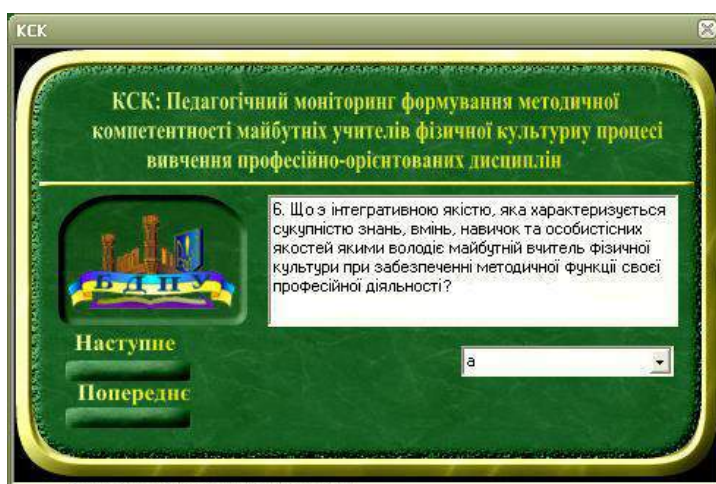 КСК
КСК: Педагогічний моніторинг формування методичної
компетентності майбутніх учителів фізичної культуриу процесі
вивчення професійно-орієнтованих дисциплін
6. Що з інтегративною якістю, яка характеризується
сукупністю знань, вмінь, навичок та особистісних
якостей якими володіє майбутній вчитель фізичної
культури при забезпеченні методичної функції своєї
професійної діяльності?
БДПУ
Наступне
а
Попереднє